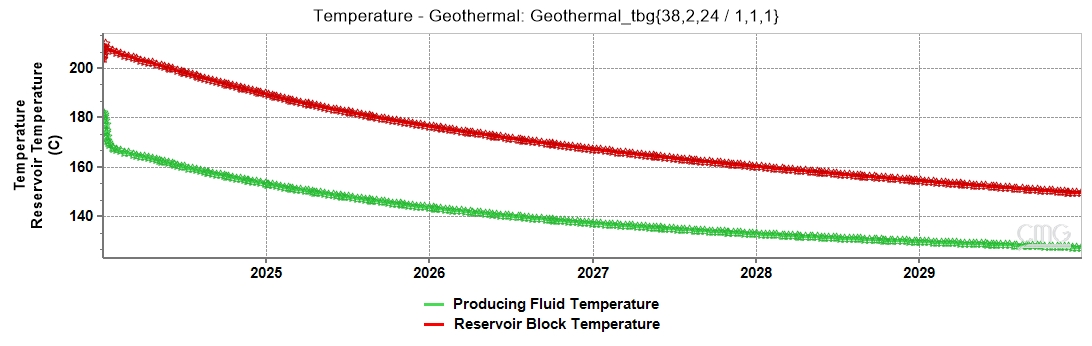 Temperature - Geothermal: Geothermal_tbg{38,2,24 / 1,1,1}
Temperature
Reservoir Temperature
(C)
200
180
160
140
2025
2026
2027
2028
2029
CMG
Producing Fluid Temperature
Reservoir Block Temperature